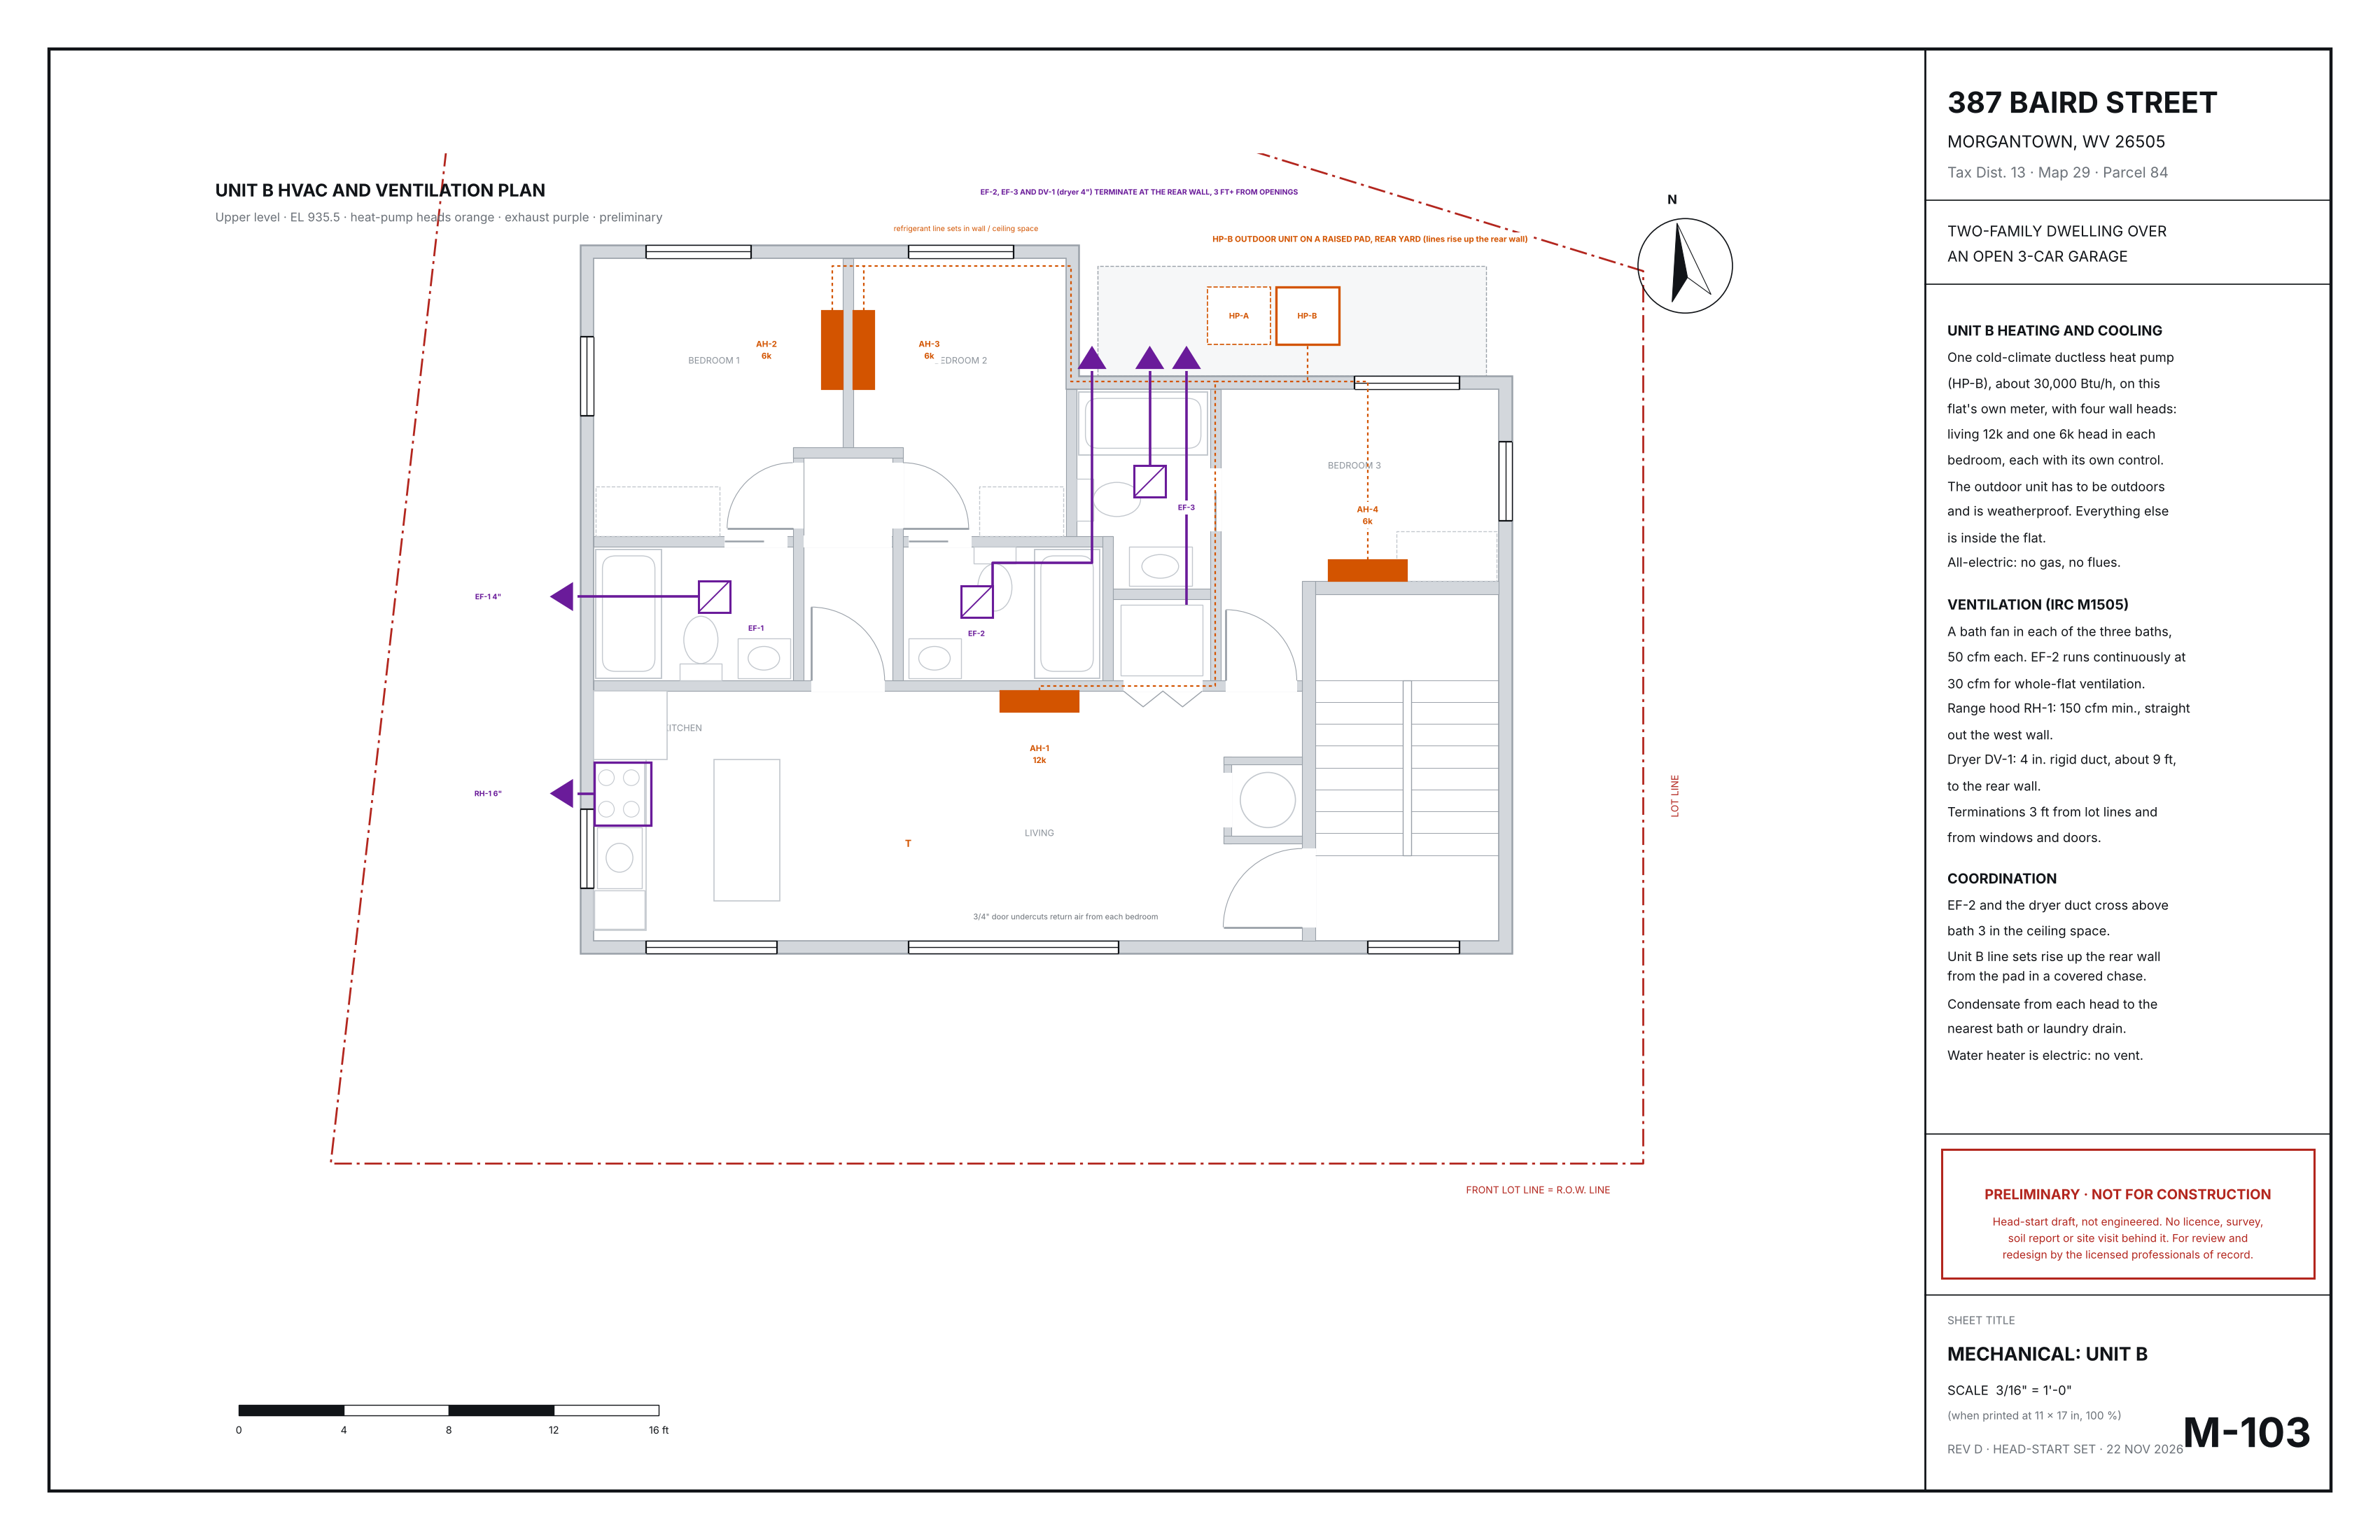 UNIT B HVAC AND VENTILATION PLAN
Upper level · EL 935.5 · heat-pump heads orange · exhaust purple · preliminary
EF-2, EF-3 AND DV-1 (dryer 4") TERMINATE AT THE REAR WALL, 3 FT+ FROM OPENINGS
refrigerant line sets in wall / ceiling space
HP-B OUTDOOR UNIT ON A RAISED PAD, REAR YARD (lines rise up the rear wall)
N
HP-A
HP-B
AH-2
6k
BEDROOM 1
AH-3
6k
EDROOM 2
BEDROOM 3
EF-3
AH-4
6k
EF-1 4"
EF-1
EF-2
ITCHEN
AH-1
12k
RH-1 6"
LIVING
T
LOT LINE
3/4" door undercuts return air from each bedroom
FRONT LOT LINE = R.O.W. LINE
0
4
8
12
16 ft
387 BAIRD STREET
MORGANTOWN, WV 26505
Tax Dist. 13 · Map 29 · Parcel 84
TWO-FAMILY DWELLING OVER
AN OPEN 3-CAR GARAGE
UNIT B HEATING AND COOLING
One cold-climate ductless heat pump
(HP-B), about 30,000 Btu/h, on this
flat's own meter, with four wall heads:
living 12k and one 6k head in each
bedroom, each with its own control.
The outdoor unit has to be outdoors
and is weatherproof. Everything else
is inside the flat.
All-electric: no gas, no flues.
VENTILATION (IRC M1505)
A bath fan in each of the three baths,
50 cfm each. EF-2 runs continuously at
30 cfm for whole-flat ventilation.
Range hood RH-1: 150 cfm min., straight
out the west wall.
Dryer DV-1: 4 in. rigid duct, about 9 ft,
to the rear wall.
Terminations 3 ft from lot lines and
from windows and doors.
COORDINATION
EF-2 and the dryer duct cross above
bath 3 in the ceiling space.
Unit B line sets rise up the rear wall
from the pad in a covered chase.
Condensate from each head to the
nearest bath or laundry drain.
Water heater is electric: no vent.
PRELIMINARY · NOT FOR CONSTRUCTION
Head-start draft, not engineered. No licence, survey,
soil report or site visit behind it. For review and
redesign by the licensed professionals of record.
SHEET TITLE
MECHANICAL: UNIT B
SCALE 3/16" = 1'-0"
(when printed at 11 × 17 in, 100 %)
REV D · HEAD-START SET · 22 NOV 2026
M-103